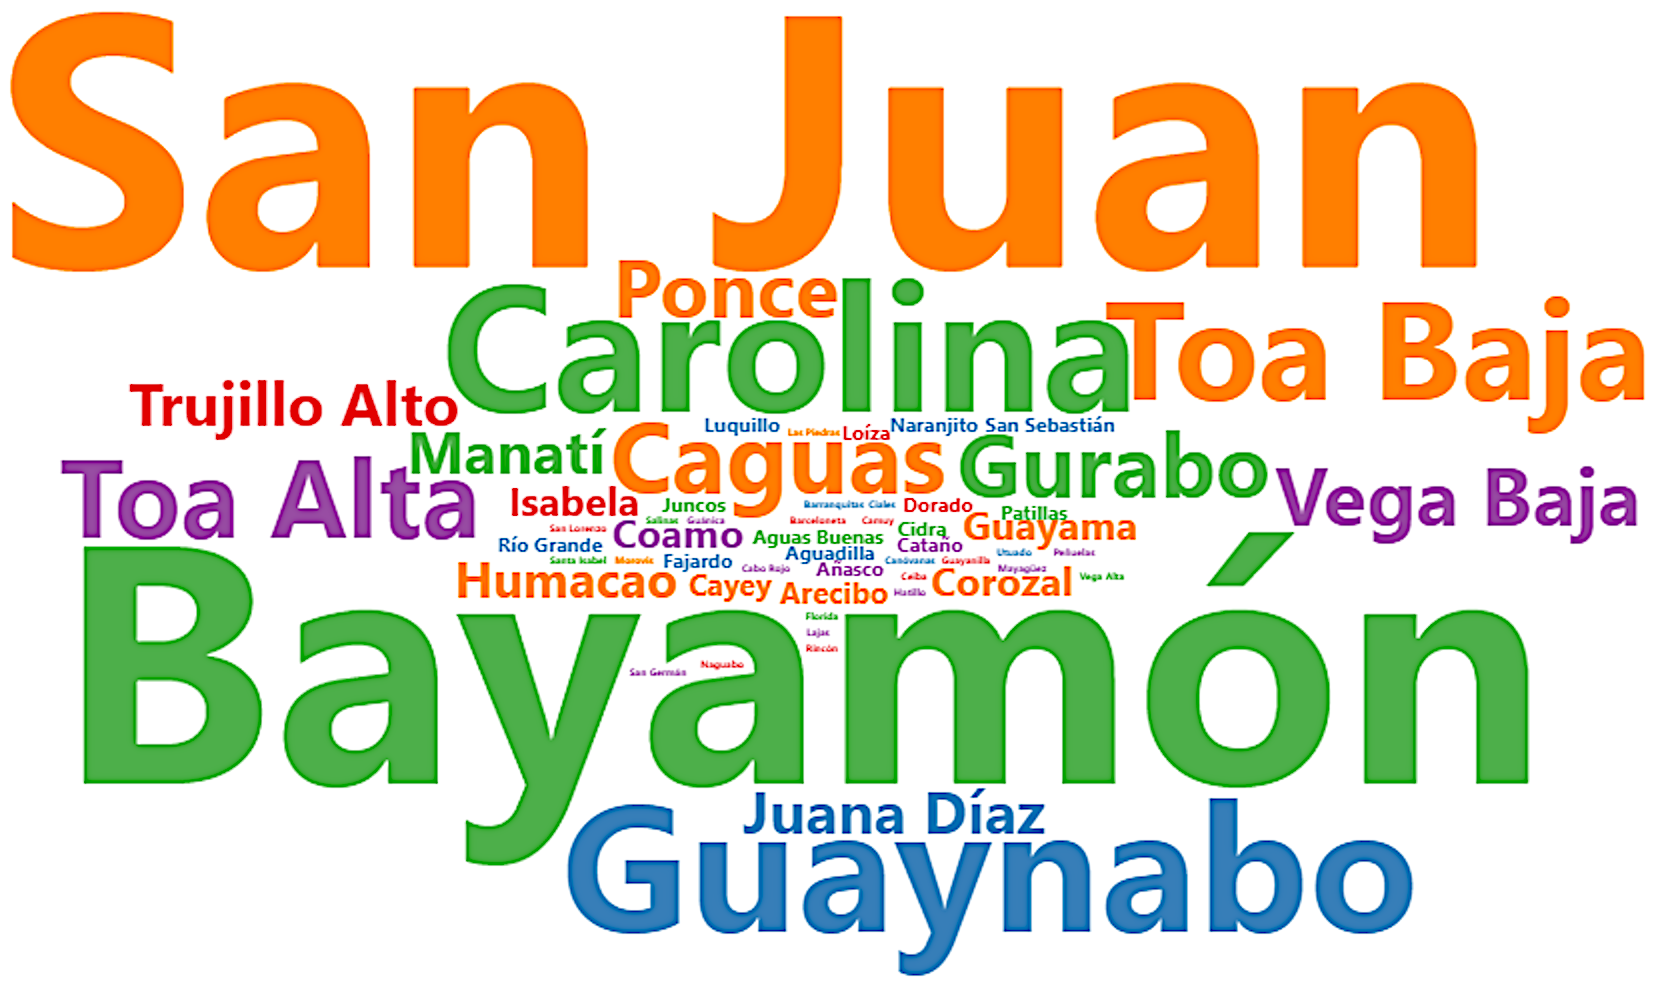 San Juan
Ponce
Carolina
Toa Baja
Trujillo Alto
Luquillo
Las Piedras
Loíza
Naranjito
San Sebastián
Manatí
Caguas
Gurabo
Toa Alta
Vega Baja
Isabela
Juncos
Barranquitas
Ciales
Dorado
Patillas
Salinas
Guánica
Barceloneta
Camuy
San Lorenzo
Coamo
Aguas Buenas
Cidra
Guayama
Río Grande
Cataño
Aguadilla
Utuado
Peñuelas
Santa Isabel
Morovis
Fajardo
Cabo Rojo
Añasco
Canóvanas
Guayanilla
Mayagüez
Humacao
Cayey
Arecibo
Ceiba
Hatillo
Corozal
Vega Alta
Bayamón
Florida
Lajas
Rincón
Naguabo
San Germán
Juana Díaz
Guaynabo